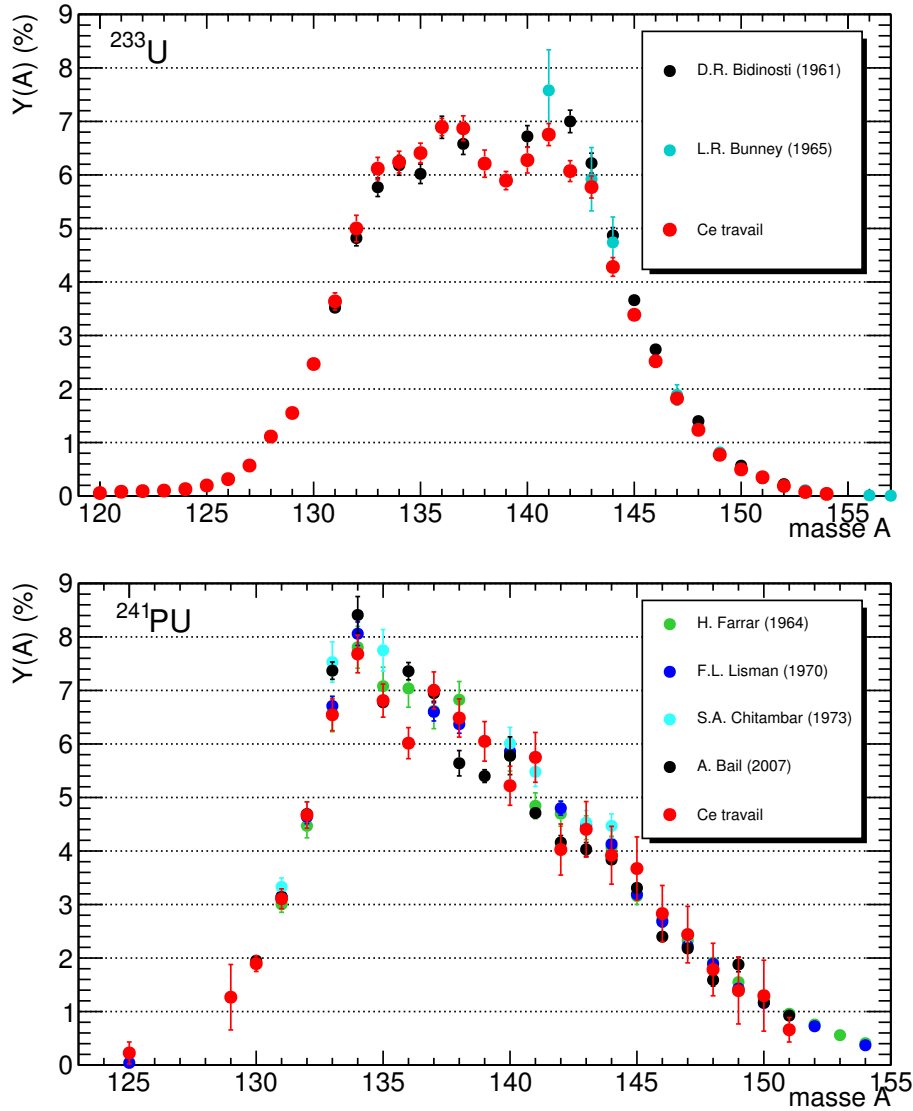 Y(A) (%)
²³³U
9
8
7
6
5
4
3
2
1
0
D.R. Bidinosti (1961)
L.R. Bunney (1965)
Ce travail
120 125 130 135 140 145 150 155
masse A
Y(A) (%)
²⁴¹PU
9
8
7
6
5
4
3
2
1
0
H. Farrar (1964)
F.L. Lisman (1970)
S.A. Chitambar (1973)
A. Bail (2007)
Ce travail
125 130 135 140 145 150 155
masse A